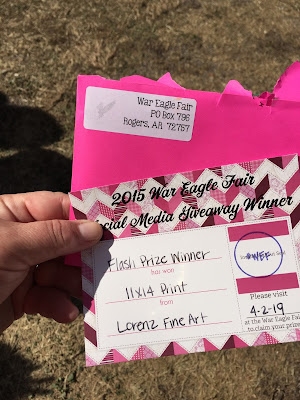 War Eagle Fair
PO Box 796
Rogers, AR 72757
2015 War Eagle Fair
Social Media Giveaway Winner
Flash Prize Winner
has won
11x14 Print
from
Lorenz Fine Art
#WEF
Please visit
4-2-19
at the War Eagle Fair
to claim your prize